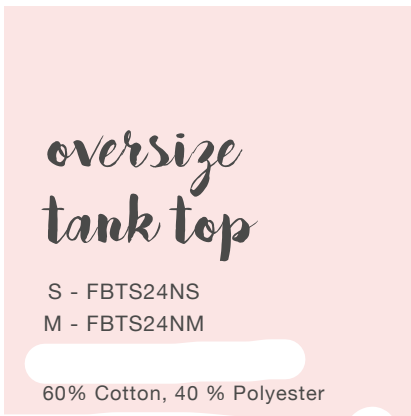 oversize
tank top
S - FBTS24NS
M - FBTS24NM
60% Cotton, 40 % Polyester